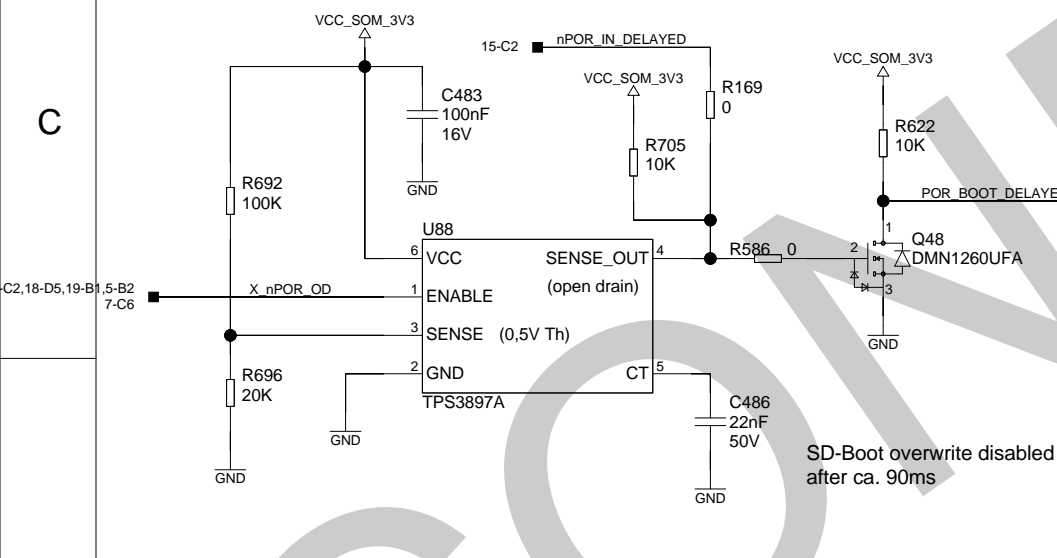 C
VCC_SOM_3V3
15-C2
nPOR_IN_DELAYED
VCC_SOM_3V3
VCC_SOM_3V3
C483
100nF
16V
R169
0
R705
10K
R622
10K
GND
R692
100K
POR_BOOT_DELAYE
U88
6 VCC
SENSE_OUT 4
(open drain)
R586 0
1
2
3
Q48
DMN1260UFA
-C2,18-D5,19-B1,5-B2
7-C6
X_nPOR_OD
1 ENABLE
3 SENSE (0,5V Th)
GND
2 GND
CT 5
TPS3897A
R696
20K
C486
22nF
50V
GND
GND
GND
SD-Boot overwrite disabled
after ca. 90ms